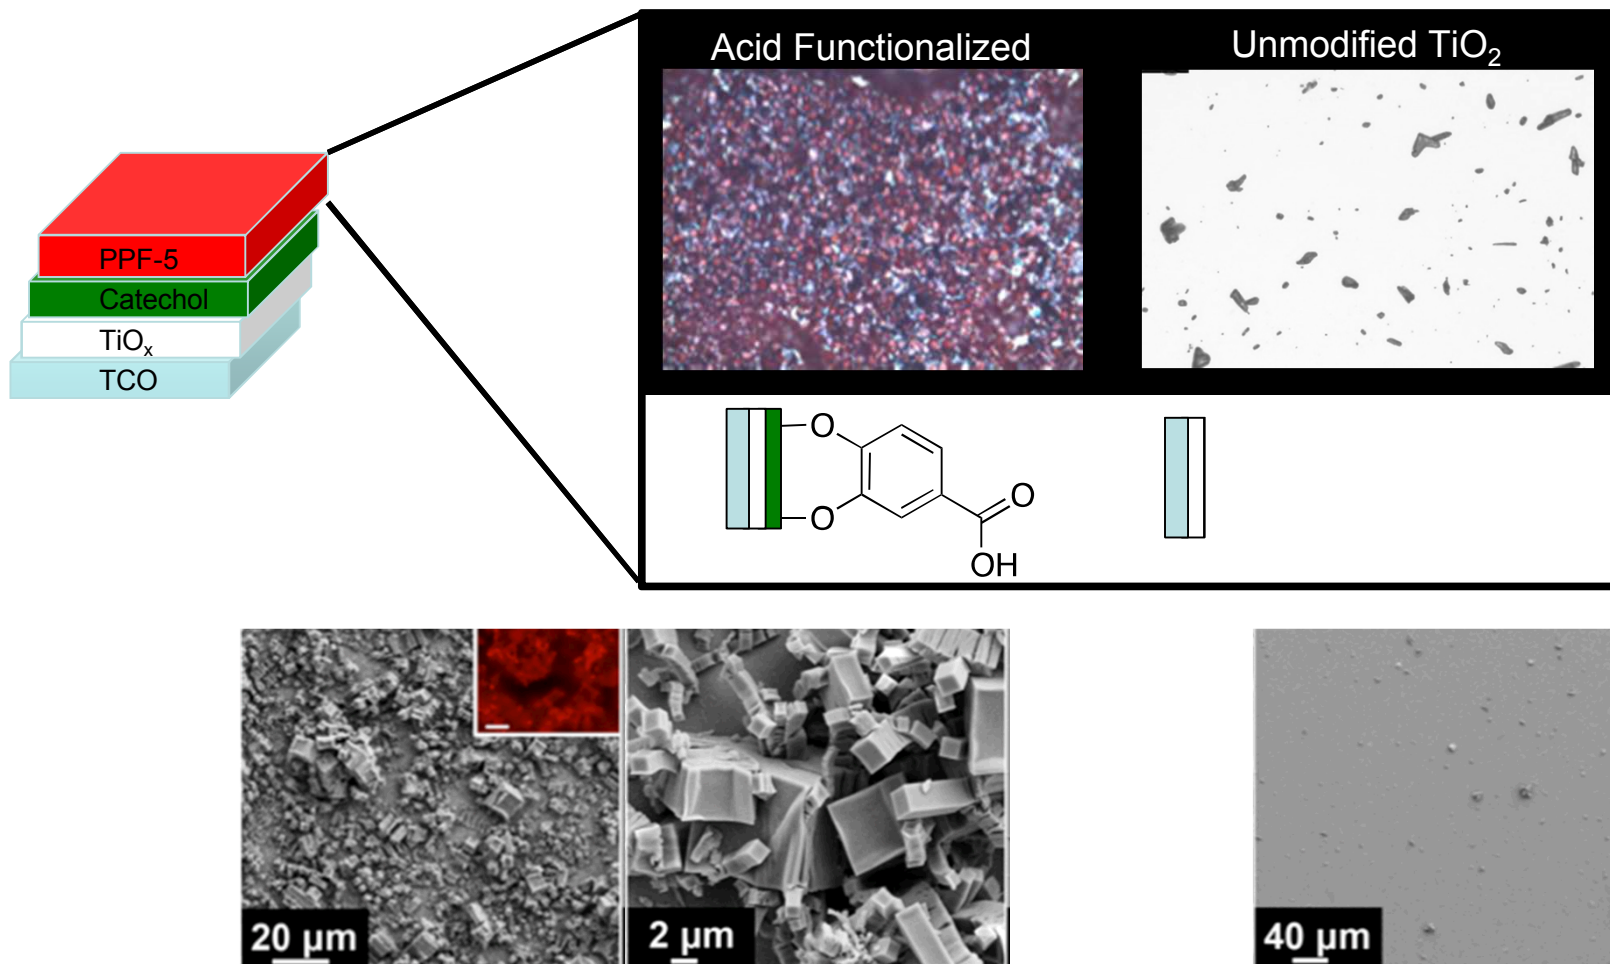 Acid Functionalized
Unmodified TiO₂
PPF-5
Catechol
TiOₓ
TCO
O
O
O
OH
20 μm
2 μm
40 μm